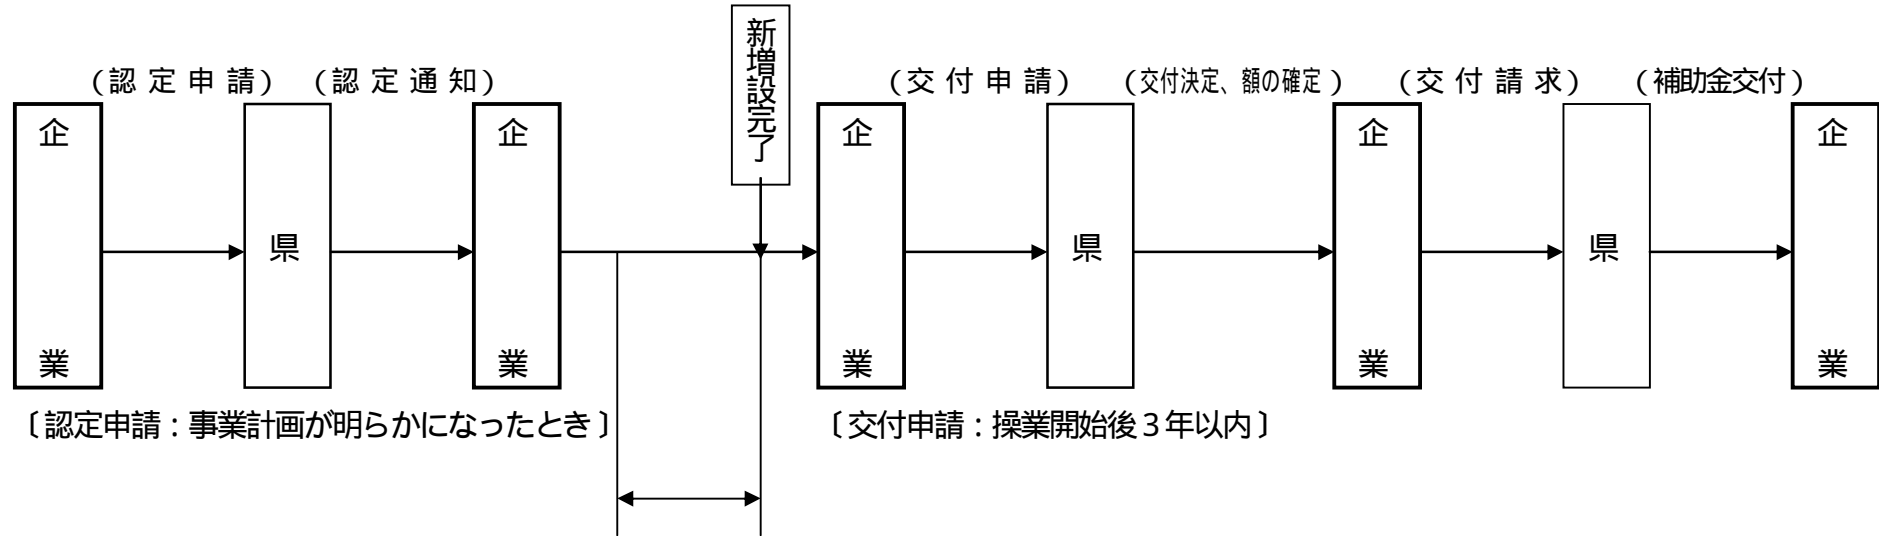 新増設完了
(認 定 申 請) (認 定 通 知) (交 付 申 請) (交付決定、額の確定) (交 付 請 求) (補助金交付)
企業 県 企業 企業 県 企業 県 企業
〔認定申請:事業計画が明らかになったとき〕 〔交付申請:操業開始後3年以内〕